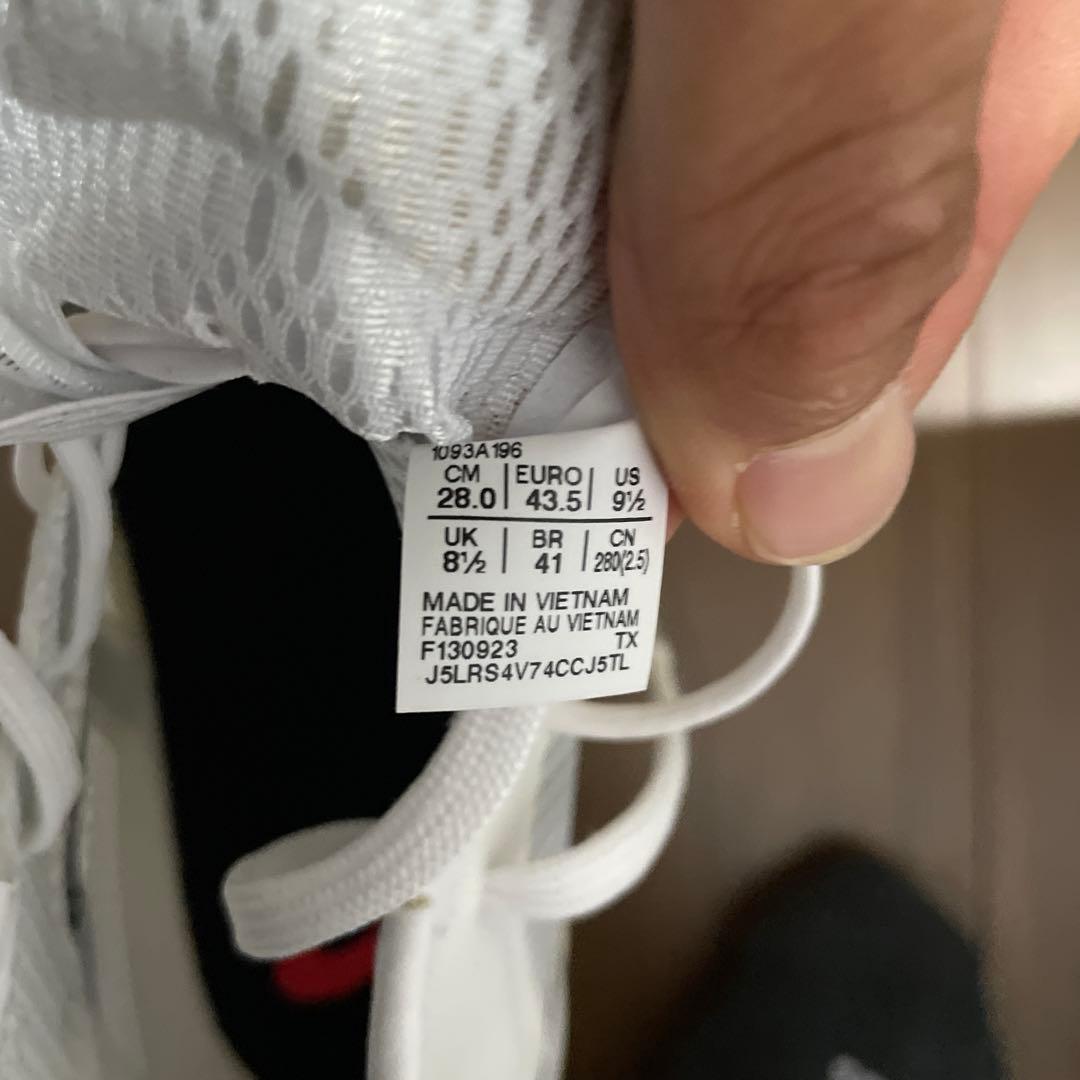 1093A196
CM | EURO | US
28.0 | 43.5 | 9½
UK | BR | CN
8½ | 41 | 280(2.5)
MADE IN VIETNAM
FABRIQUE AU VIETNAM
F130923 TX
J5LRS4V74CCJ5TL